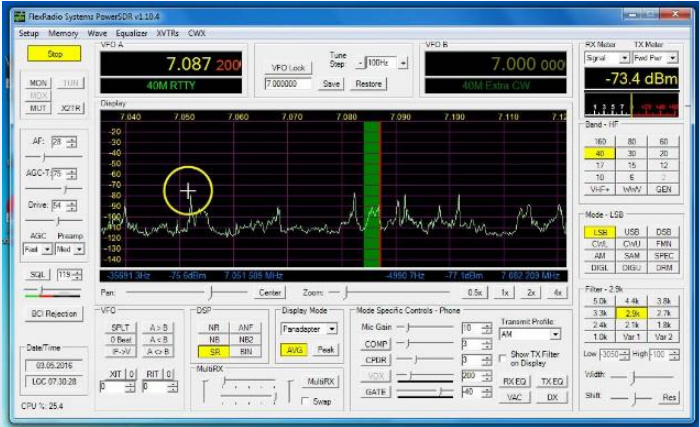 FlexRadio Systems PowerSDR v1.10.4
Setup Memory Wave Equalizer XVTRs CWX
Stop
MON TUN
MOX
MUT X2TR
AF: 28
AGC-T: 75
Drive: 54
AGC Preamp
Fast Med
SQL 119
BCI Rejection
Date/Time
03.05.2016
LOC 07:30:28
CPU %: 25.4
VFO A
7.087 200
40M RTTY
VFO Lock
Tune Step: - 100Hz +
7.000000 Save Restore
VFO B
7.000 000
40M Extra CW
RX Meter TX Meter
Signal Fwd Pwr
-73.4 dBm
1 3 5 7
Display
7.040 7.050 7.060 7.070 7.080 7.090 7.100 7.110 7.12
-20
-30
-40
-50
-60
-70
-80
-90
-100
-110
-120
-130
-140
-35691.3Hz -75.6dBm 7.051 509 MHz -4990.7Hz -77.1dBm 7.082 209 MHz
Pan: Center Zoom: 0.5x 1x 2x 4x
VFO
SPLT A > B
0 Beat A < B
IF->V A <> B
XIT 0 RIT 0
0 0
DSP
NR ANF
NB NB2
SR BIN
Display Mode
Panadapter
AVG Peak
MultiRX
MultiRX
Swap
Mode Specific Controls - Phone
Mic Gain 10
COMP 3
CPDR 3
VOX 200
GATE -40
Transmit Profile:
AM
Show TX Filter on Display
RX EQ TX EQ
VAC DX
Band - HF
160 80 60
40 30 20
17 15 12
10 6 2
VHF+ WWV GEN
Mode - LSB
LSB USB DSB
CWL CWU FMN
AM SAM SPEC
DIGL DIGU DRM
Filter - 2.9k
5.0k 4.4k 3.8k
3.3k 2.9k 2.7k
2.4k 2.1k 1.8k
1.0k Var 1 Var 2
Low -3050 High -100
Width:
Shift: Res